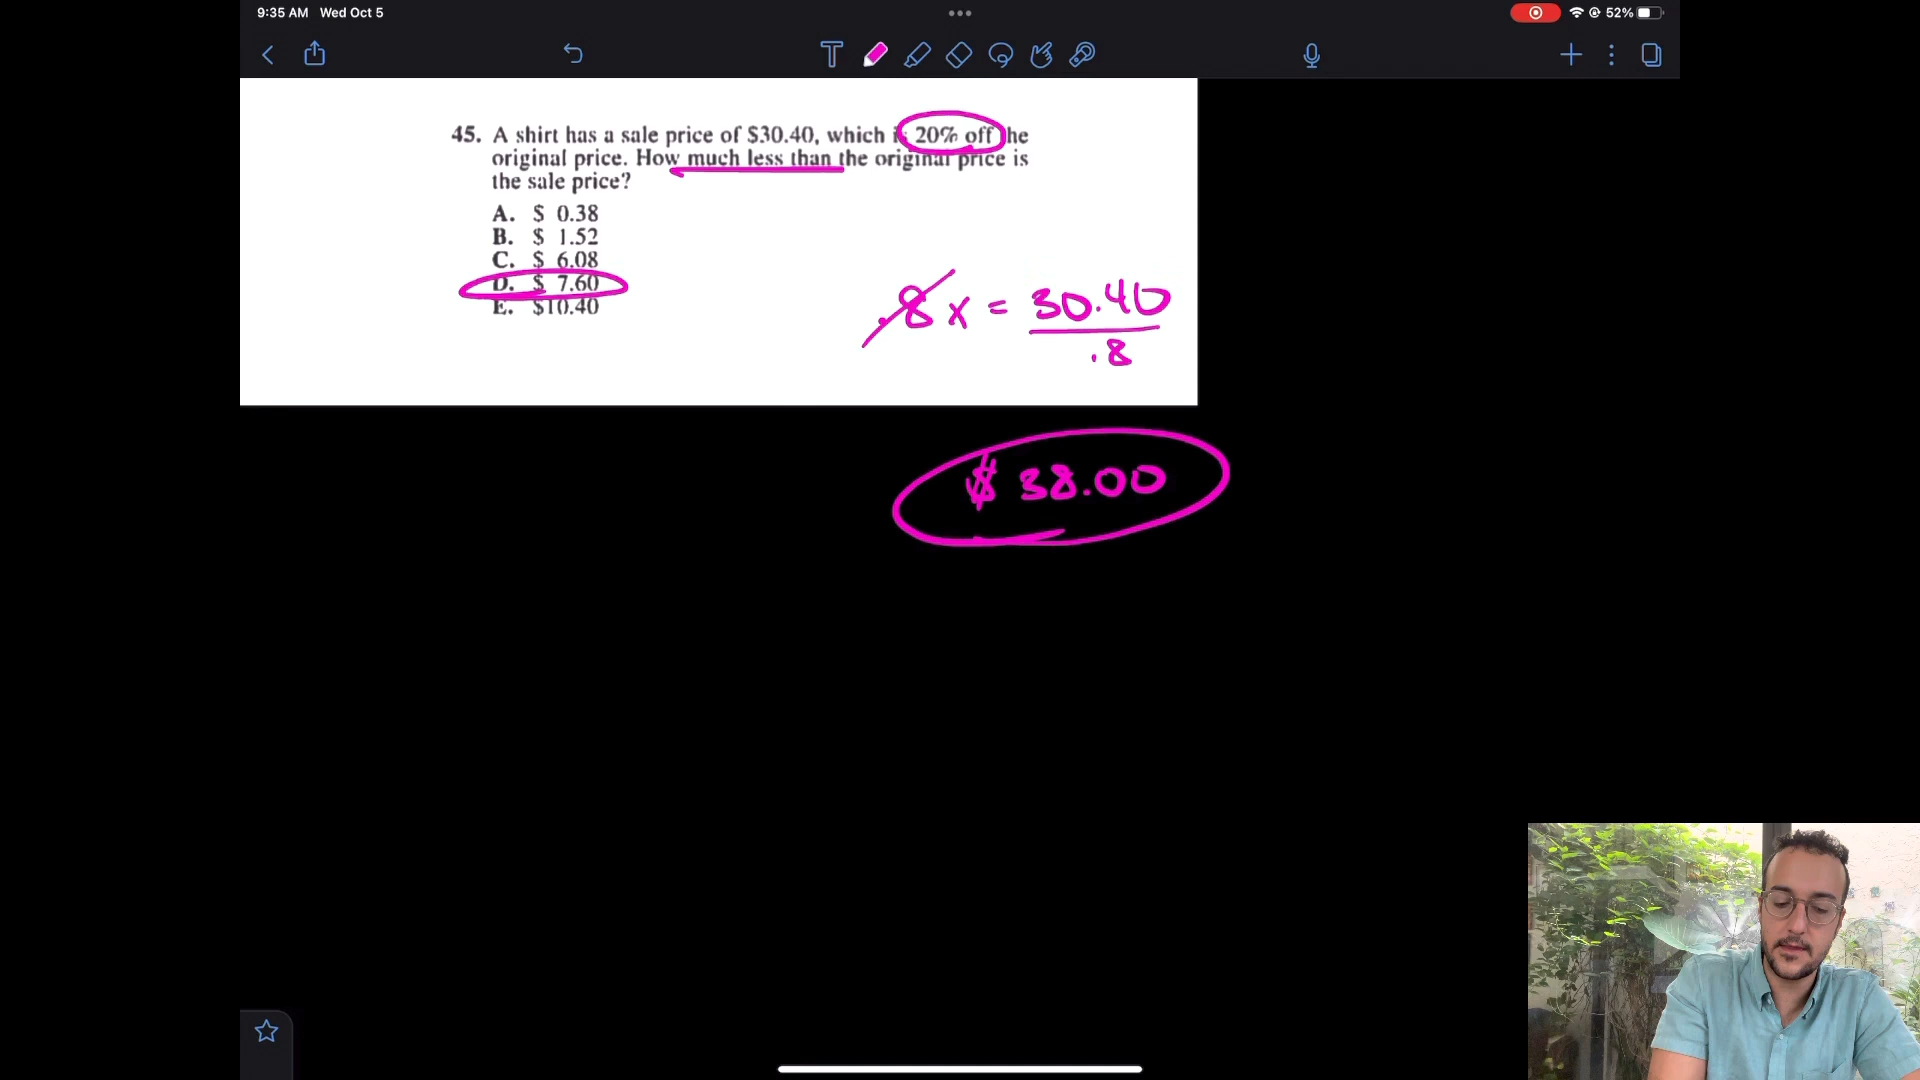 9:35 AM Wed Oct 5
52%
45. A shirt has a sale price of $30.40, which is 20% off the
original price. How much less than the original price is
the sale price?
A. $ 0.38
B. $ 1.52
C. $ 6.08
D. $ 7.60
E. $10.40
.8x = 30.40
.8
$ 38.00